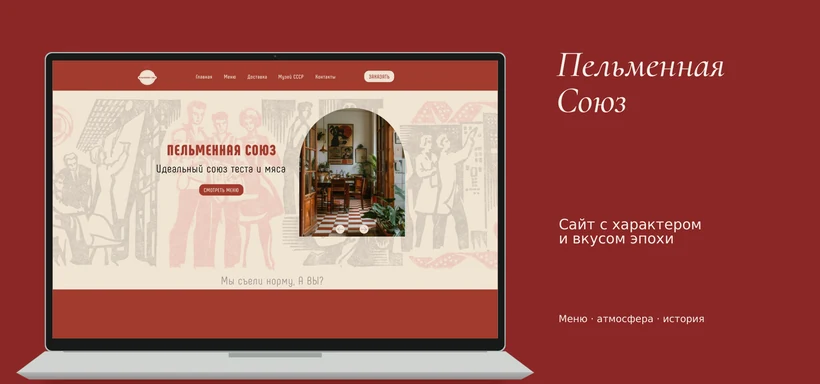 Главная Меню Доставка Музей СССР Контакты ЗАКАЗАТЬ
ПЕЛЬМЕННАЯ СОЮЗ
Идеальный союз теста и мяса
СМОТРЕТЬ МЕНЮ
Мы съели норму, А ВЫ?
Пельменная
Союз
Сайт с характером
и вкусом эпохи
Меню · атмосфера · история